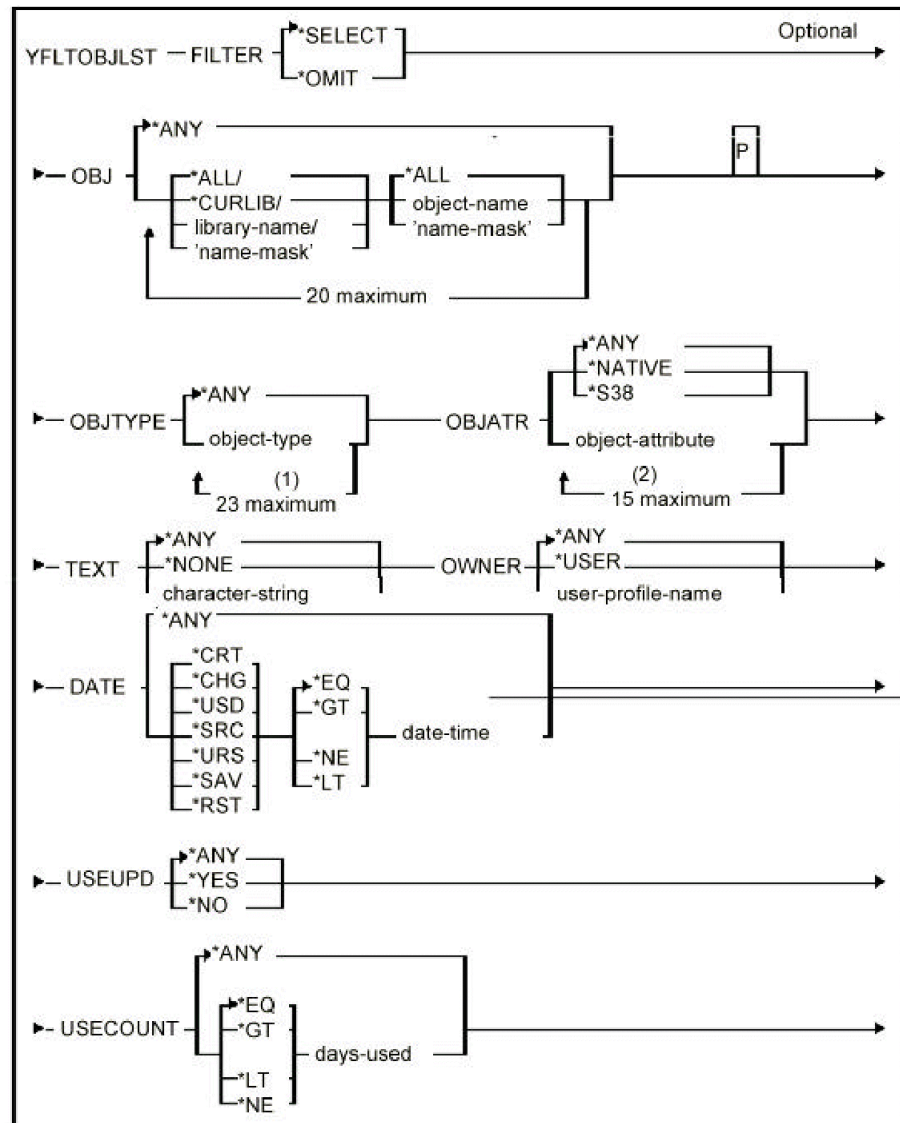 Optional
YFLTOBJLST FILTER *SELECT
*OMIT
*ANY
P
OBJ *ALL/ *ALL
*CURLIB/ object-name
library-name/ 'name-mask'
'name-mask'
20 maximum
*ANY
*ANY *NATIVE
*S38
OBJTYPE OBJATR
object-type object-attribute
(1) (2)
23 maximum 15 maximum
*ANY *ANY
TEXT *NONE OWNER *USER
character-string user-profile-name
*ANY
*CRT
*CHG *EQ
DATE *USD *GT
*SRC date-time
*URS *NE
*SAV *LT
*RST
*ANY
USEUPD *YES
*NO
*ANY
*EQ
USECOUNT *GT
days-used
*LT
*NE